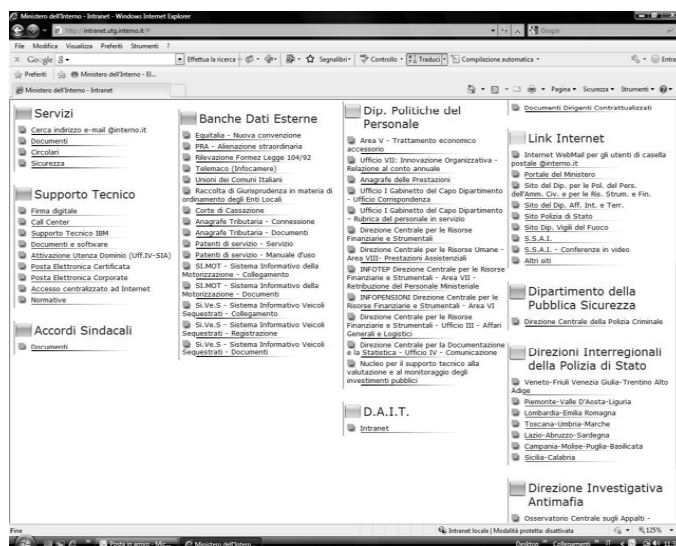 Ministero dell'Interno - Intranet - Windows Internet Explorer
http://intranet.utg.interno.it
Google
File Modifica Visualizza Preferiti Strumenti ?
Google
Effettua la ricerca
Segnalibri
Controllo
Traduci
Compilazione automatica
Entra
Preferiti
Ministero dell'Interno - El...
Ministero dell'Interno - Intranet
Pagina
Sicurezza
Strumenti
Servizi
Cerca indirizzo e-mail @interno.it
Documenti
Circolari
Sicurezza
Supporto Tecnico
Firma digitale
Call Center
Supporto Tecnico IBM
Documenti e software
Attivazione Utenza Dominio (Uff.IV-SIA)
Posta Elettronica Certificata
Posta Elettronica Corporate
Accesso centralizzato ad Internet
Normative
Accordi Sindacali
Documenti
Banche Dati Esterne
Equitalia - Nuova convenzione
PRA - Alienazione straordinaria
Rilevazione Formez Legge 104/92
Telemaco (Infocamere)
Unioni dei Comuni Italiani
Raccolta di Giurisprudenza in materia di
ordinamento degli Enti Locali
Corte di Cassazione
Anagrafe Tributaria - Connessione
Anagrafe Tributaria - Documenti
Patenti di servizio - Servizio
Patenti di servizio - Manuale d'uso
SI.MOT - Sistema Informativo della
Motorizzazione - Collegamento
SI.MOT - Sistema Informativo della
Motorizzazione - Documenti
Si.Ve.S - Sistema Informativo Veicoli
Sequestrati - Collegamento
Si.Ve.S - Sistema Informativo Veicoli
Sequestrati - Registrazione
Si.Ve.S - Sistema Informativo Veicoli
Sequestrati - Documenti
Dip. Politiche del
Personale
Area V - Trattamento economico
accessorio
Ufficio VII: Innovazione Organizzativa -
Relazione al conto annuale
Anagrafe delle Prestazioni
Ufficio I Gabinetto del Capo Dipartimento
- Ufficio Corrispondenza
Ufficio I Gabinetto del Capo Dipartimento
- Rubrica del personale in servizio
Direzione Centrale per le Risorse
Finanziarie e Strumentali
Direzione Centrale per le Risorse Umane -
Area VIII- Prestazioni Assistenziali
INFOTEP Direzione Centrale per le Risorse
Finanziarie e Strumentali - Area VII -
Retribuzione del Personale Ministeriale
INFOPENSIONI Direzione Centrale per le
Risorse Finanziarie e Strumentali - Area VI
Direzione Centrale per le Risorse
Finanziarie e Strumentali - Ufficio III - Affari
Generali e Logistici
Direzione Centrale per la Documentazione
e la Statistica - Ufficio IV - Comunicazione
Nucleo per il supporto tecnico alla
valutazione e al monitoraggio degli
investimenti pubblici
D.A.I.T.
Intranet
Documenti Dirigenti Contrattualizzati
Link Internet
Internet WebMail per gli utenti di casella
postale @interno.it
Portale del Ministero
Sito del Dip. per le Pol. del Pers.
dell'Amm. Civ. e per le Ris. Strum. e Fin.
Sito del Dip. Aff. Int. e Terr.
Sito Polizia di Stato
Sito Dip. Vigili del Fuoco
S.S.A.I.
S.S.A.I. - Conferenze in video
Altri siti
Dipartimento della
Pubblica Sicurezza
Direzione Centrale della Polizia Criminale
Direzioni Interregionali
della Polizia di Stato
Veneto-Friuli Venezia Giulia-Trentino Alto
Adige
Piemonte-Valle D'Aosta-Liguria
Lombardia-Emilia Romagna
Toscana-Umbria-Marche
Lazio-Abruzzo-Sardegna
Campania-Molise-Puglia-Basilicata
Sicilia-Calabria
Direzione Investigativa
Antimafia
Osservatorio Centrale sugli Appalti -
Fine
Intranet locale | Modalità protetta: disattivata
125%
Posta in arrivo - Mic...
Ministero dell'Intern...
Desktop
Collegamenti
IT